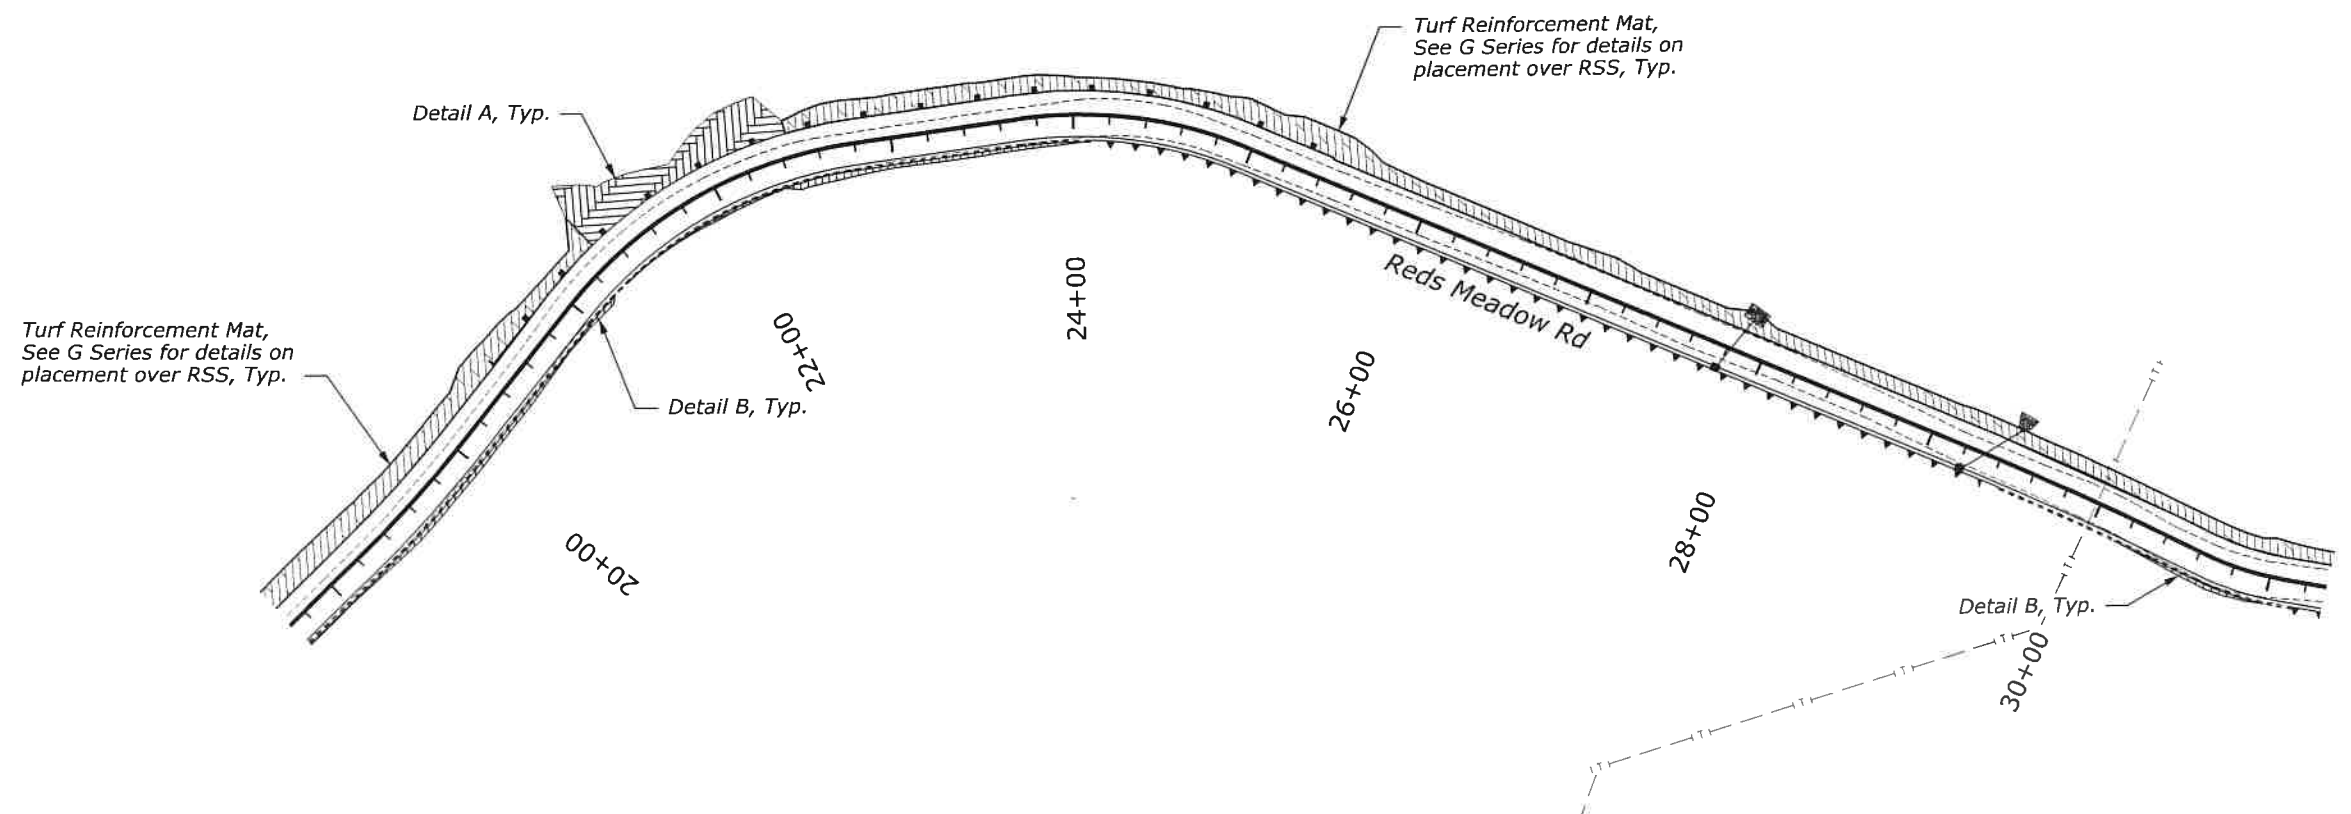 Turf Reinforcement Mat,
See G Series for details on
placement over RSS, Typ.
Detail A, Typ.
Turf Reinforcement Mat,
See G Series for details on
placement over RSS, Typ.
Detail B, Typ.
20+00
22+00
24+00
26+00
Reds Meadow Rd
28+00
30+00
Detail B, Typ.
T
T
T
T
T
T
T